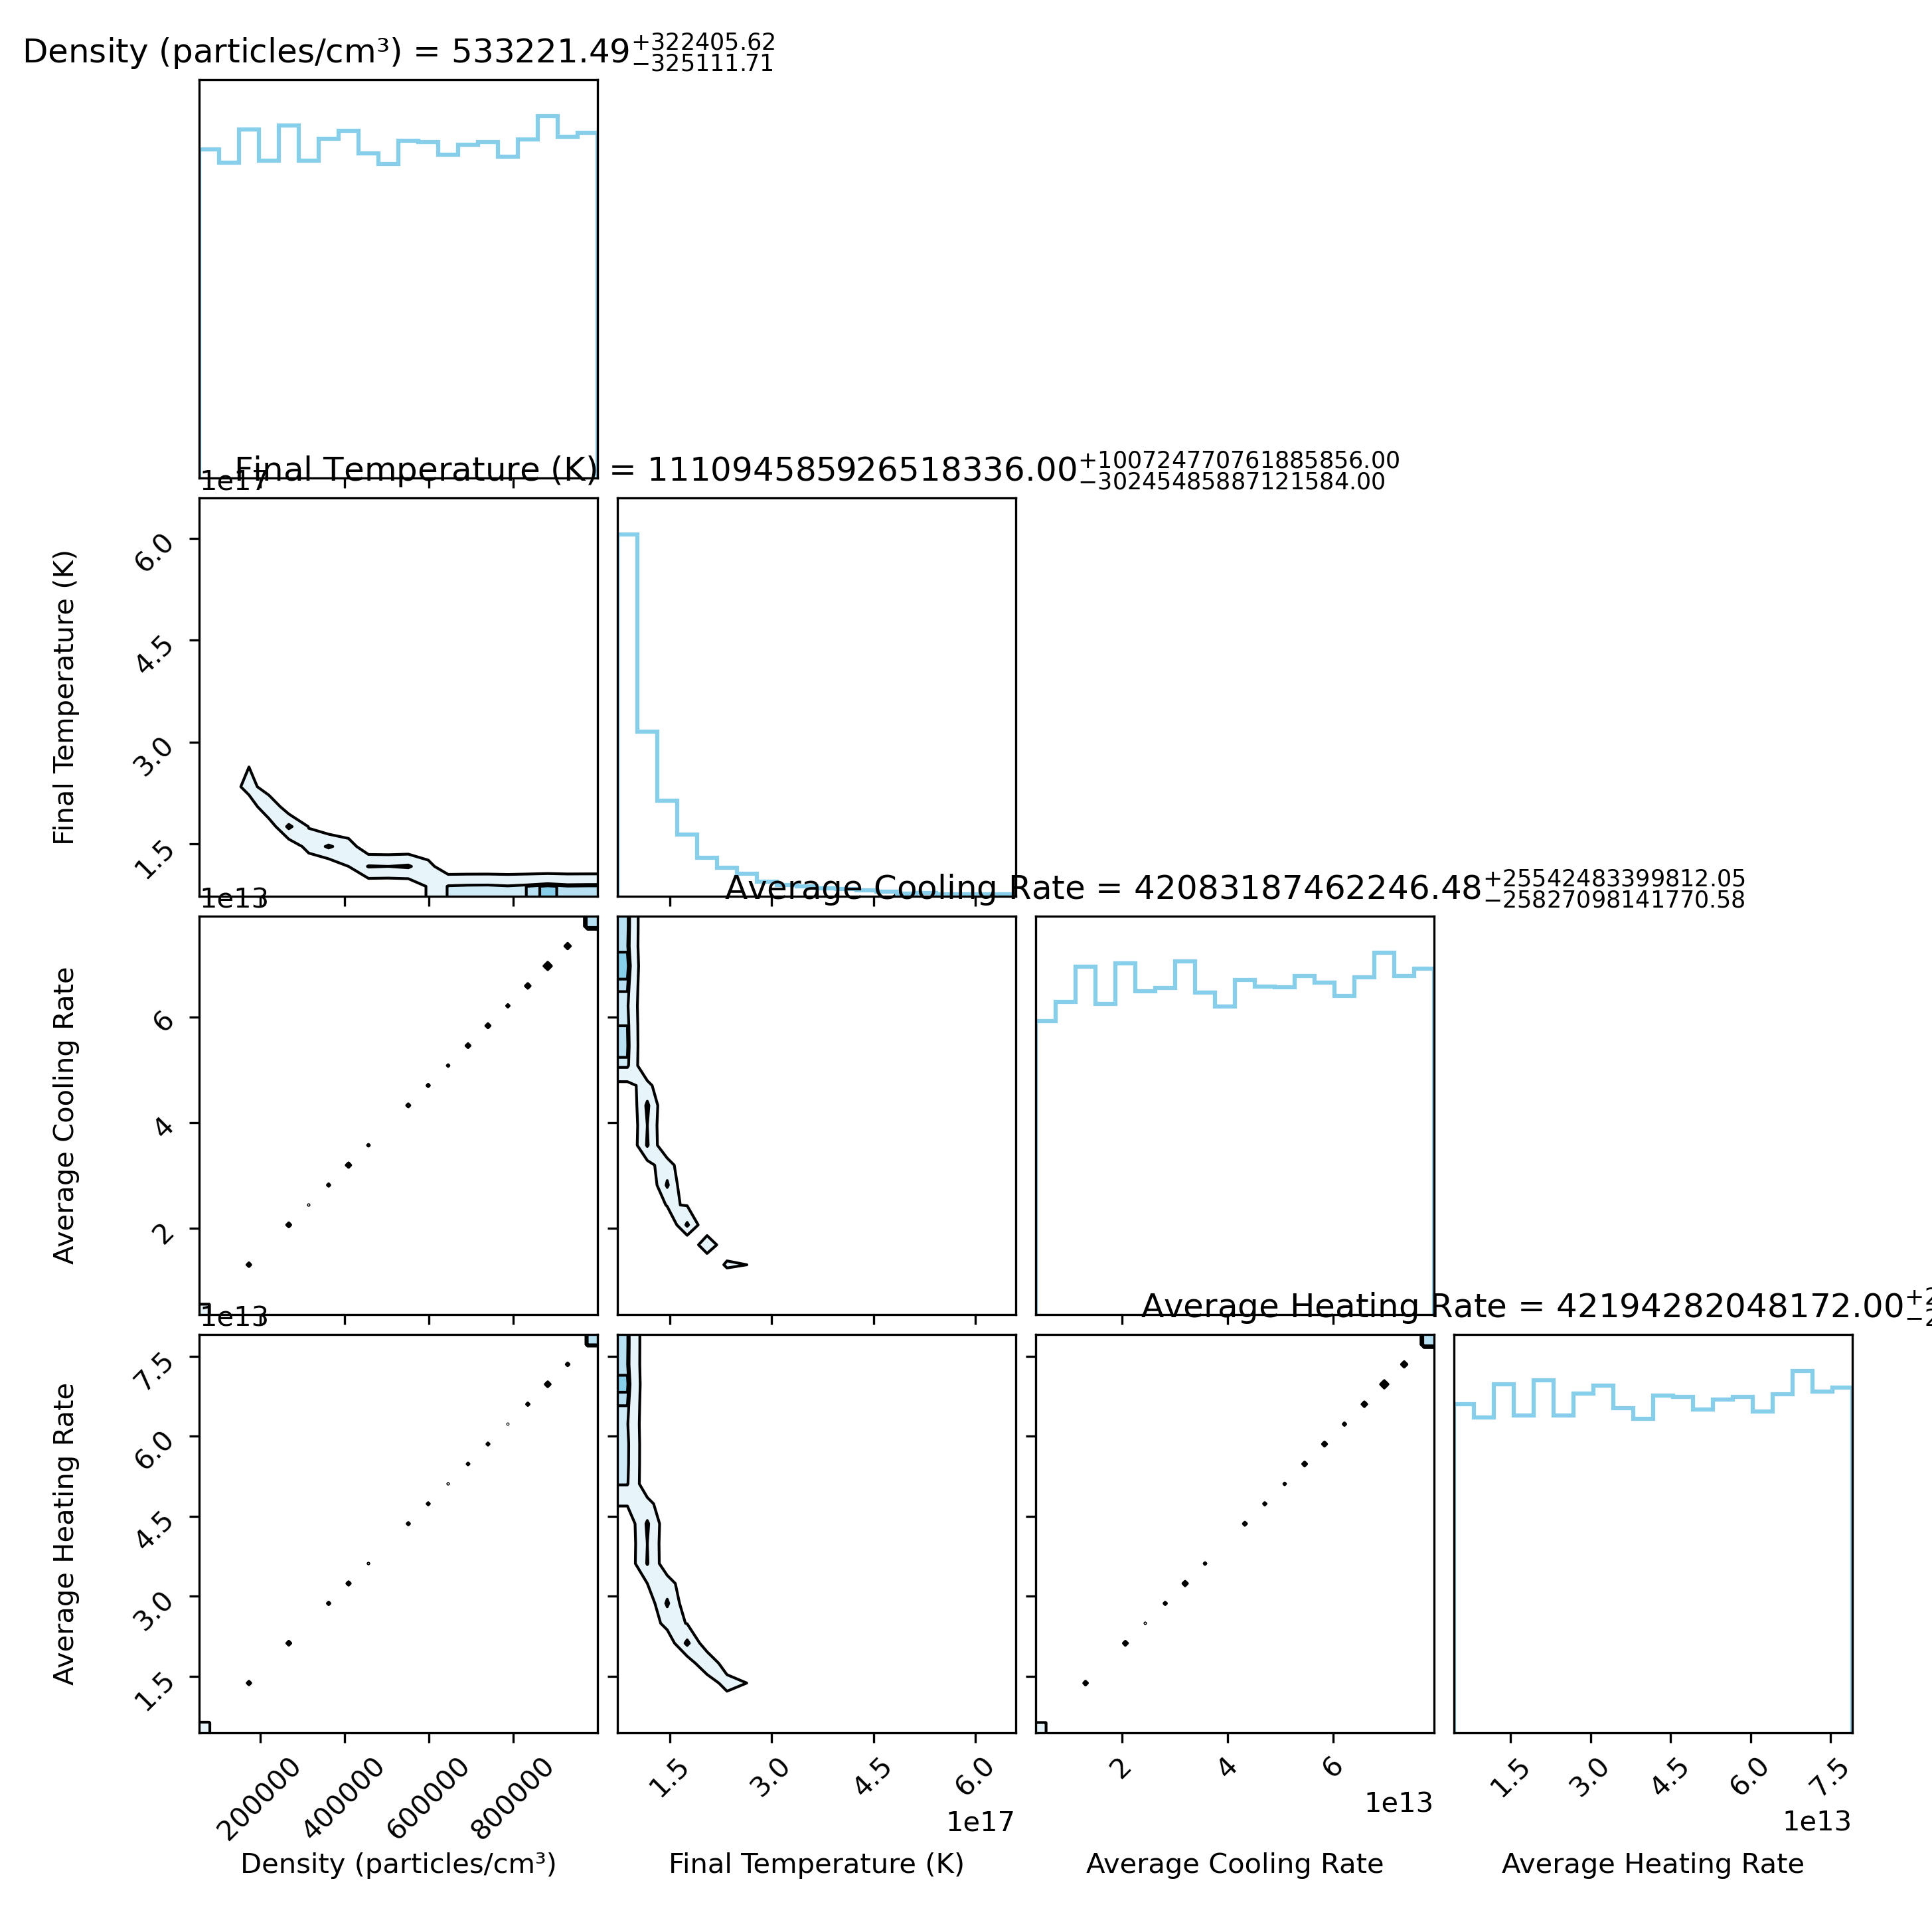 Density (particles/cm³) = 533221.49 +322405.62 −325111.71
1e17
Final Temperature (K) = 111094585926518336.00 +100724770761885856.00 −30245485887121584.00
Final Temperature (K)
6.0
4.5
3.0
1.5
1e13
Average Cooling Rate = 42083187462246.48 +25542483399812.05 −25827098141770.58
Average Cooling Rate
6
4
2
1e13
Average Heating Rate = 42194282048172.00 +2 −2
Average Heating Rate
7.5
6.0
4.5
3.0
1.5
200000 400000 600000 800000
1.5 3.0 4.5 6.0
2 4 6
1.5 3.0 4.5 6.0 7.5
1e17 1e13 1e13
Density (particles/cm³) Final Temperature (K) Average Cooling Rate Average Heating Rate